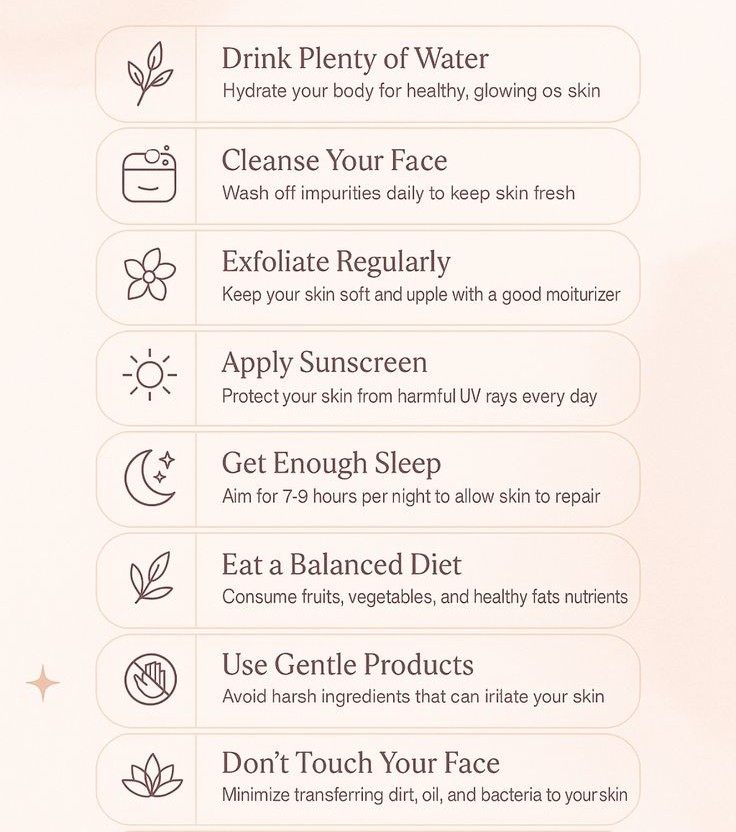 Drink Plenty of Water
Hydrate your body for healthy, glowing os skin
Cleanse Your Face
Wash off impurities daily to keep skin fresh
Exfoliate Regularly
Keep your skin soft and upple with a good moiturizer
Apply Sunscreen
Protect your skin from harmful UV rays every day
Get Enough Sleep
Aim for 7-9 hours per night to allow skin to repair
Eat a Balanced Diet
Consume fruits, vegetables, and healthy fats nutrients
Use Gentle Products
Avoid harsh ingredients that can irilate your skin
Don’t Touch Your Face
Minimize transferring dirt, oil, and bacteria to your skin